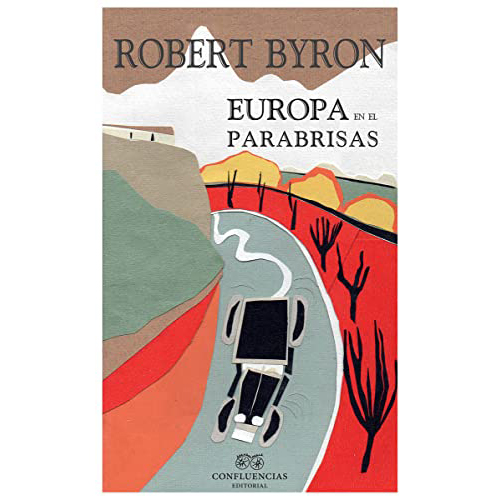 ROBERT BYRON
EUROPA EN EL
PARABRISAS
CONFLUENCIAS
EDITORIAL